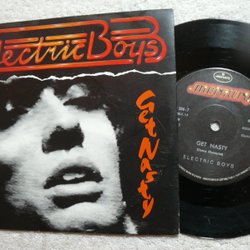 Electric Boys
Get Nasty
mercury
GET NASTY
ELECTRIC BOYS